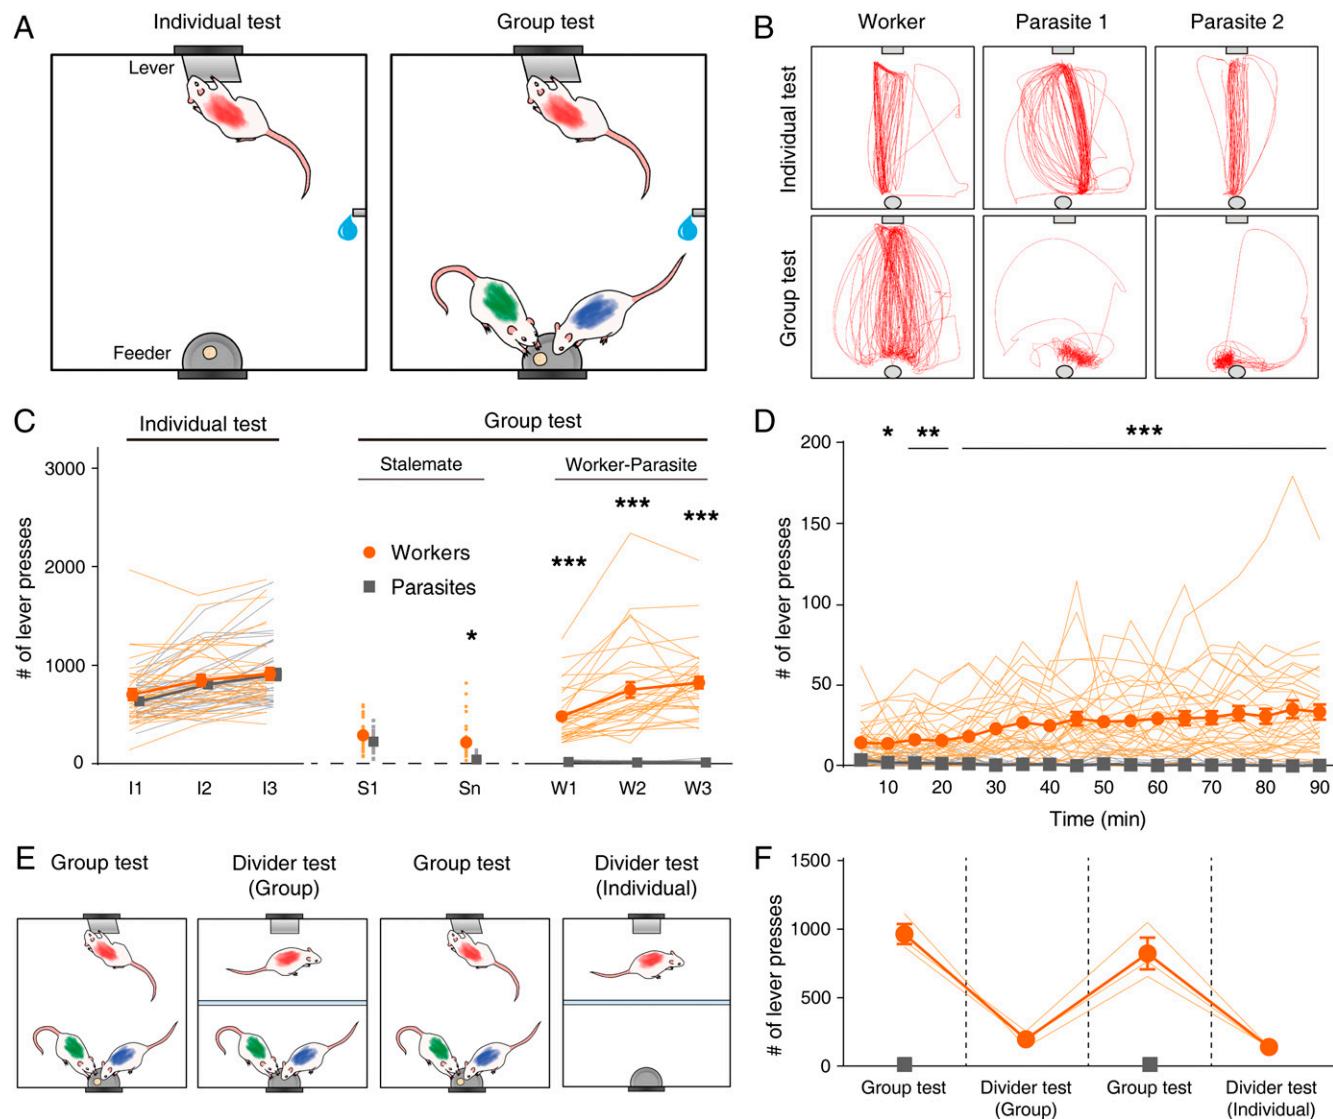 A
Individual test
Group test
Lever
Feeder
B
Worker
Parasite 1
Parasite 2
Individual test
Group test
C
Individual test
Group test
Stalemate
Worker-Parasite
# of lever presses
3000
2000
1000
0
Workers
Parasites
*
***
***
***
I1
I2
I3
S1
Sn
W1
W2
W3
D
# of lever presses
200
150
100
50
0
*
**
***
10
20
30
40
50
60
70
80
90
Time (min)
E
Group test
Divider test
(Group)
Group test
Divider test
(Individual)
F
# of lever presses
1500
1000
500
0
Group test
Divider test
(Group)
Group test
Divider test
(Individual)